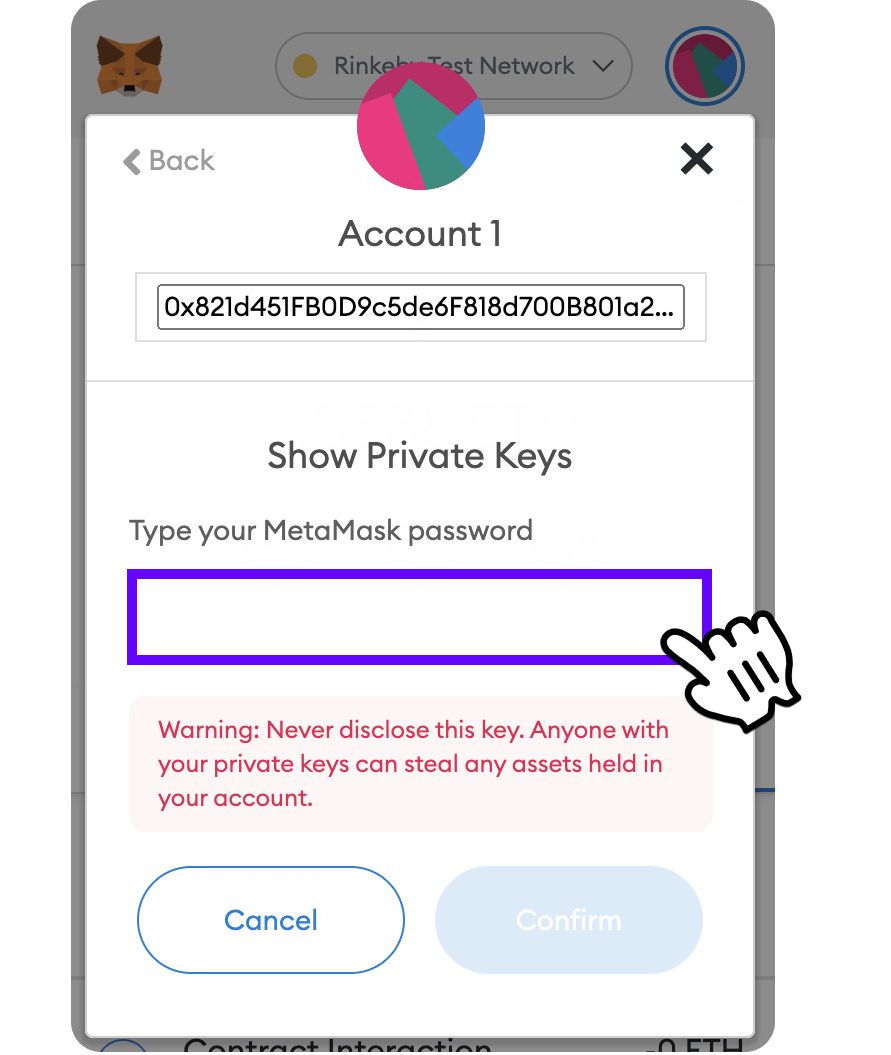 Rinkeby Test Network
Back
Account 1
0x821d451FB0D9c5de6F818d700B801a2...
Show Private Keys
Type your MetaMask password
Warning: Never disclose this key. Anyone with
your private keys can steal any assets held in
your account.
Cancel
Confirm
Contract Interaction
-0 ETH